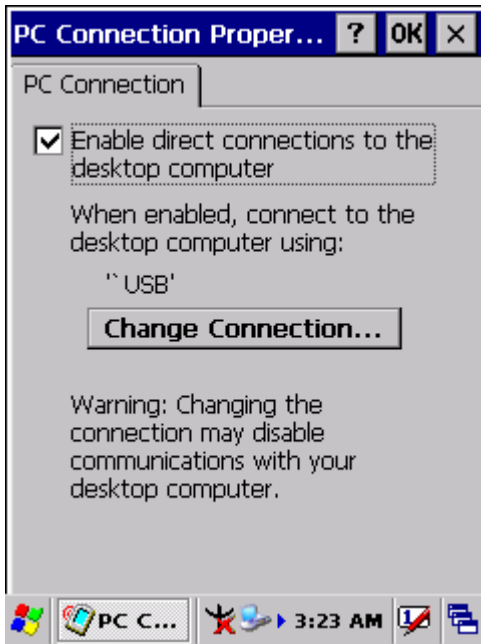 PC Connection Proper... ? OK ×
PC Connection
Enable direct connections to the
desktop computer
When enabled, connect to the
desktop computer using:
'`USB'
Change Connection...
Warning: Changing the
connection may disable
communications with your
desktop computer.
PC C... 3:23 AM